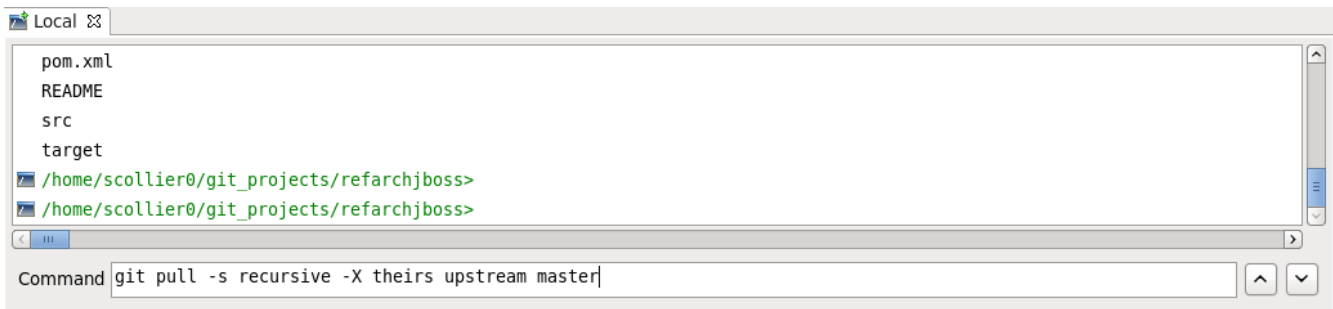 Local
pom.xml
README
src
target
/home/scollier0/git_projects/refarchjboss>
/home/scollier0/git_projects/refarchjboss>
Command git pull -s recursive -X theirs upstream master